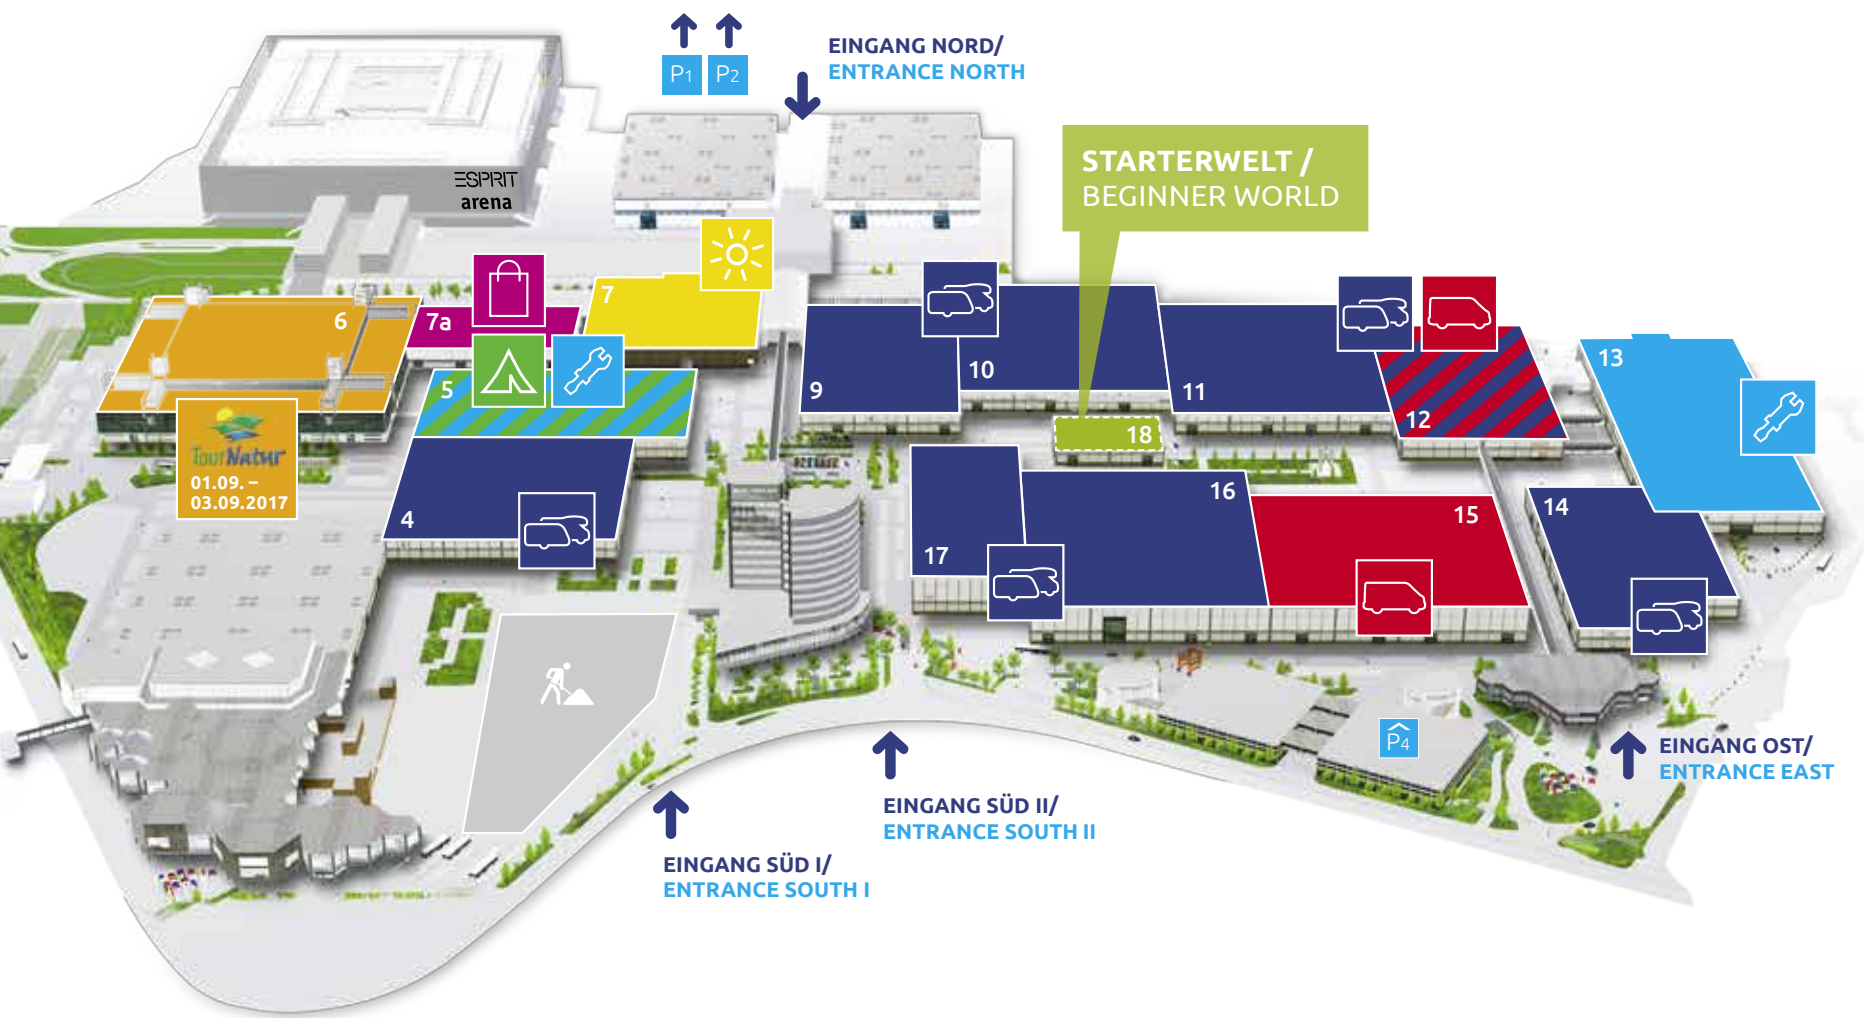 P1
P2
EINGANG NORD/
ENTRANCE NORTH
STARTERWELT /
BEGINNER WORLD
ESPRIT
arena
6
7a
7
5
4
TourNatur
01.09. –
03.09.2017
9
10
11
12
13
18
17
16
15
14
P4
EINGANG OST/
ENTRANCE EAST
EINGANG SÜD II/
ENTRANCE SOUTH II
EINGANG SÜD I/
ENTRANCE SOUTH I